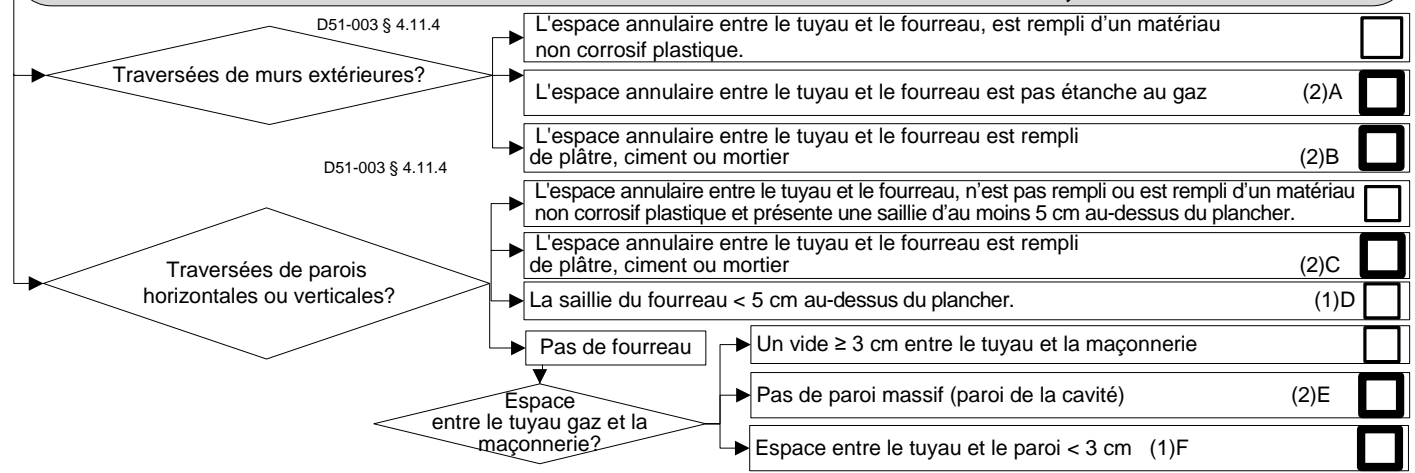 D51-003 § 4.11.4
Traversées de murs extérieures?
L'espace annulaire entre le tuyau et le fourreau, est rempli d'un matériau
non corrosif plastique.
L'espace annulaire entre le tuyau et le fourreau est pas étanche au gaz (2)A
L'espace annulaire entre le tuyau et le fourreau est rempli
de plâtre, ciment ou mortier (2)B
D51-003 § 4.11.4
Traversées de parois
horizontales ou verticales?
L'espace annulaire entre le tuyau et le fourreau, n'est pas rempli ou est rempli d'un matériau
non corrosif plastique et présente une saillie d'au moins 5 cm au-dessus du plancher.
L'espace annulaire entre le tuyau et le fourreau est rempli
de plâtre, ciment ou mortier (2)C
La saillie du fourreau < 5 cm au-dessus du plancher. (1)D
Pas de fourreau
Espace
entre le tuyau gaz et la
maçonnerie?
Un vide ≥ 3 cm entre le tuyau et la maçonnerie
Pas de paroi massif (paroi de la cavité) (2)E
Espace entre le tuyau et le paroi < 3 cm (1)F